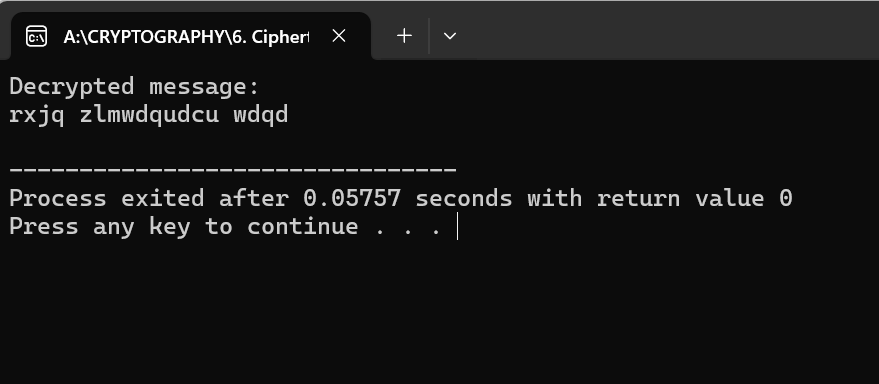 A:\CRYPTOGRAPHY\6. Cipher
Decrypted message:
rxjq zlmwdqudcu wdqd
--------------------------------
Process exited after 0.05757 seconds with return value 0
Press any key to continue . . .